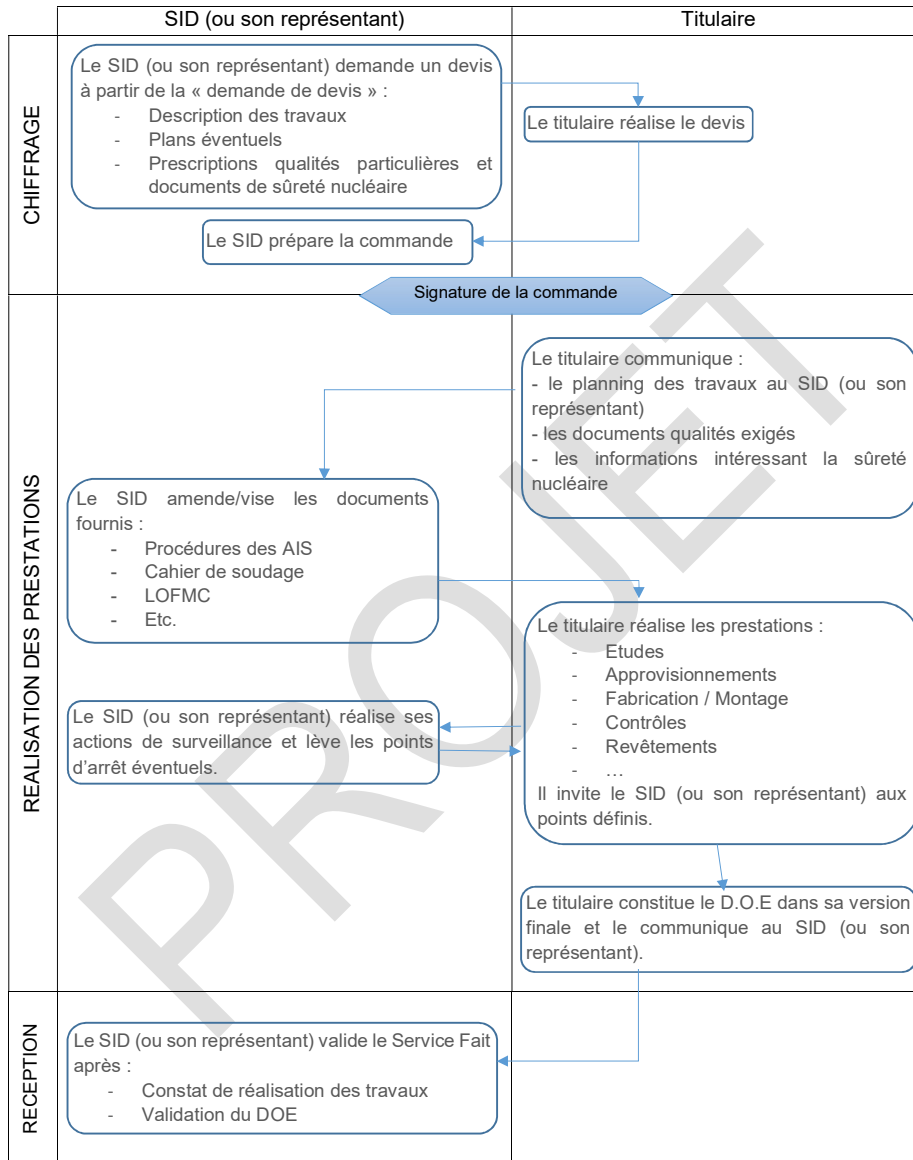 SID (ou son représentant)
Titulaire
CHIFFRAGE
Le SID (ou son représentant) demande un devis
à partir de la « demande de devis » :
- Description des travaux
- Plans éventuels
- Prescriptions qualités particulières et
documents de sûreté nucléaire
Le titulaire réalise le devis
Le SID prépare la commande
Signature de la commande
REALISATION DES PRESTATIONS
Le titulaire communique :
- le planning des travaux au SID (ou son
représentant)
- les documents qualités exigés
- les informations intéressant la sûreté
nucléaire
Le SID amende/vise les documents
fournis :
- Procédures des AIS
- Cahier de soudage
- LOFMC
- Etc.
Le titulaire réalise les prestations :
- Etudes
- Approvisionnements
- Fabrication / Montage
- Contrôles
- Revêtements
- …
Il invite le SID (ou son représentant) aux
points définis.
Le SID (ou son représentant) réalise ses
actions de surveillance et lève les points
d’arrêt éventuels.
Le titulaire constitue le D.O.E dans sa version
finale et le communique au SID (ou son
représentant).
RECEPTION
Le SID (ou son représentant) valide le Service Fait
après :
- Constat de réalisation des travaux
- Validation du DOE
PROJET